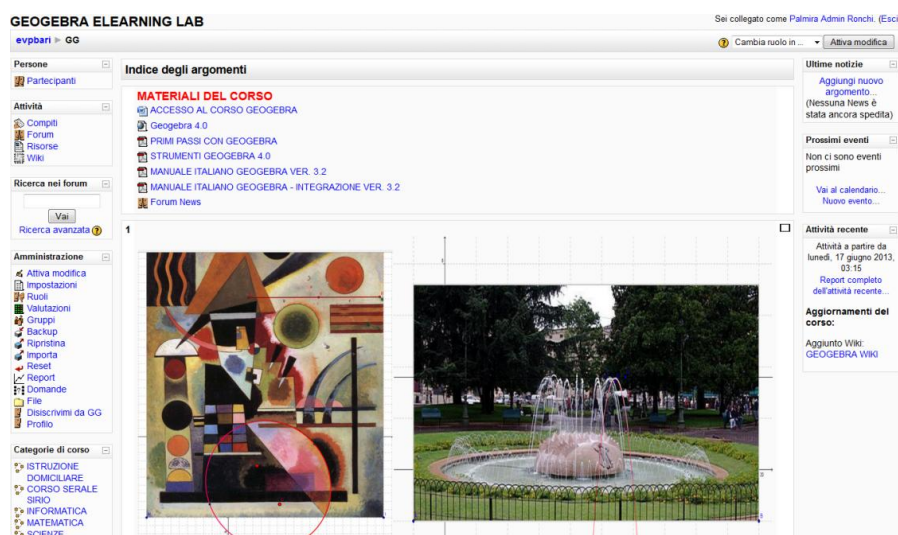 GEOGEBRA ELEARNING LAB
Sei collegato come Palmira Admin Ronchi. (Esci
evpbari ► GG
Cambia ruolo in ...
Attiva modifica
Persone
Partecipanti
Attività
Compiti
Forum
Risorse
Wiki
Ricerca nei forum
Vai
Ricerca avanzata
Amministrazione
Attiva modifica
Impostazioni
Ruoli
Valutazioni
Gruppi
Backup
Ripristina
Importa
Reset
Report
Domande
File
Disiscrivimi da GG
Profilo
Categorie di corso
ISTRUZIONE
DOMICILIARE
CORSO SERALE
SIRIO
INFORMATICA
MATEMATICA
SCIENZE
Indice degli argomenti
MATERIALI DEL CORSO
ACCESSO AL CORSO GEOGEBRA
Geogebra 4.0
PRIMI PASSI CON GEOGEBRA
STRUMENTI GEOGEBRA 4.0
MANUALE ITALIANO GEOGEBRA VER. 3.2
MANUALE ITALIANO GEOGEBRA - INTEGRAZIONE VER. 3.2
Forum News
1
Ultime notizie
Aggiungi nuovo
argomento...
(Nessuna News è
stata ancora spedita)
Prossimi eventi
Non ci sono eventi
prossimi
Vai al calendario...
Nuovo evento...
Attività recente
Attività a partire da
lunedì, 17 giugno 2013,
03:15
Report completo
dell'attività recente...
Aggiornamenti del
corso:
Aggiunto Wiki:
GEOGEBRA WIKI